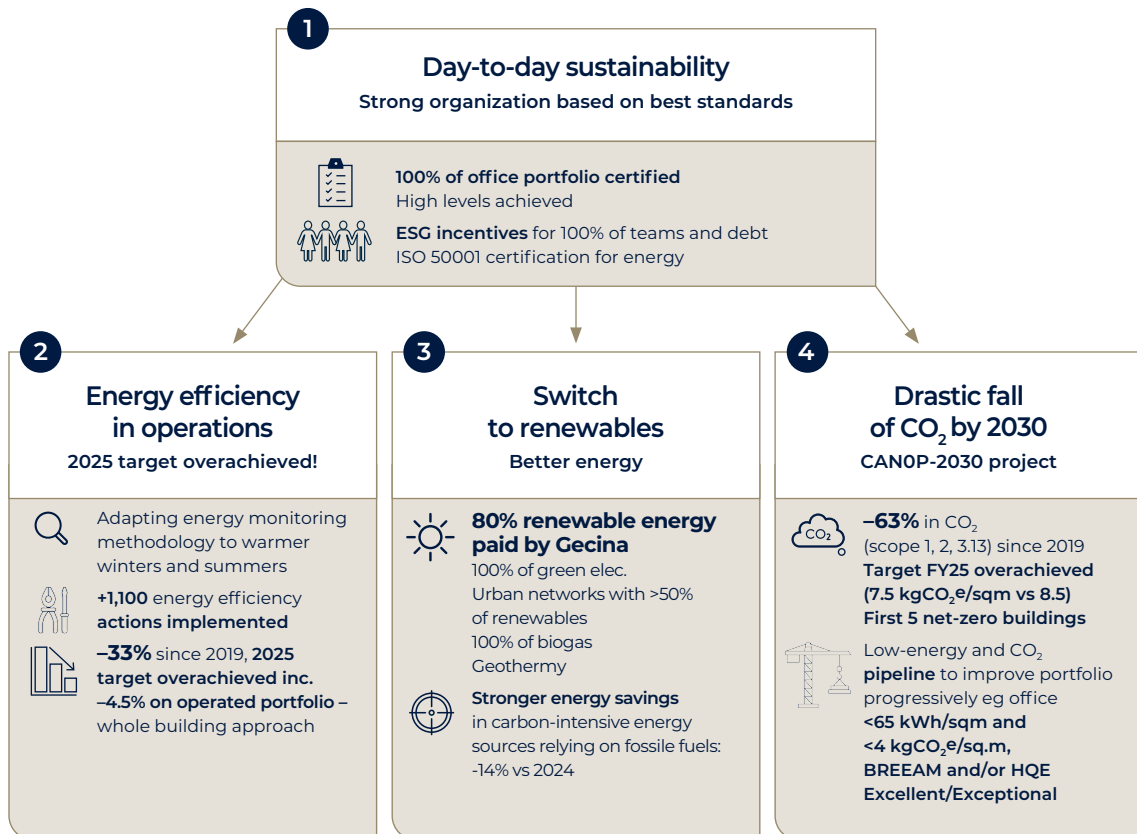 1
Day-to-day sustainability
Strong organization based on best standards
100% of office portfolio certified
High levels achieved
ESG incentives for 100% of teams and debt
ISO 50001 certification for energy
2
Energy efficiency
in operations
2025 target overachieved!
Adapting energy monitoring
methodology to warmer
winters and summers
+1,100 energy efficiency
actions implemented
–33% since 2019, 2025
target overachieved inc.
–4.5% on operated portfolio –
whole building approach
3
Switch
to renewables
Better energy
80% renewable energy
paid by Gecina
100% of green elec.
Urban networks with >50%
of renewables
100% of biogas
Geothermy
Stronger energy savings
in carbon-intensive energy
sources relying on fossile fuels:
-14% vs 2024
4
Drastic fall
of CO₂ by 2030
CAN0P-2030 project
CO₂
–63% in CO₂
(scope 1, 2, 3.13) since 2019
Target FY25 overachieved
(7.5 kgCO₂e/sqm vs 8.5)
First 5 net-zero buildings
Low-energy and CO₂
pipeline to improve portfolio
progressively eg office
<65 kWh/sqm and
<4 kgCO₂e/sq.m,
BREEAM and/or HQE
Excellent/Exceptional